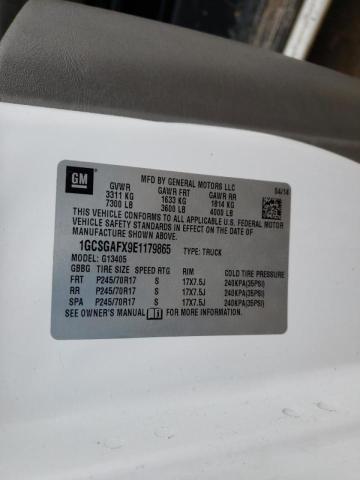 GM
MFD BY GENERAL MOTORS LLC 04/14
GVWR GAWR FRT GAWR RR
3311 KG 1633 KG 1814 KG
7300 LB 3600 LB 4000 LB
THIS VEHICLE CONFORMS TO ALL APPLICABLE U.S. FEDERAL MOTOR
VEHICLE SAFETY STANDARDS IN EFFECT ON THE DATE OF
MANUFACTURE SHOWN ABOVE.
1GCSGAFX9E1179865 TYPE: TRUCK
MODEL: G13405
GBBG TIRE SIZE SPEED RTG RIM COLD TIRE PRESSURE
FRT P245/70R17 S 17X7.5J 240KPA(35PSI)
RR P245/70R17 S 17X7.5J 240KPA(35PSI)
SPA P245/70R17 S 17X7.5J 240KPA(35PSI)
SEE OWNER'S MANUAL FOR MORE INFORMATION.